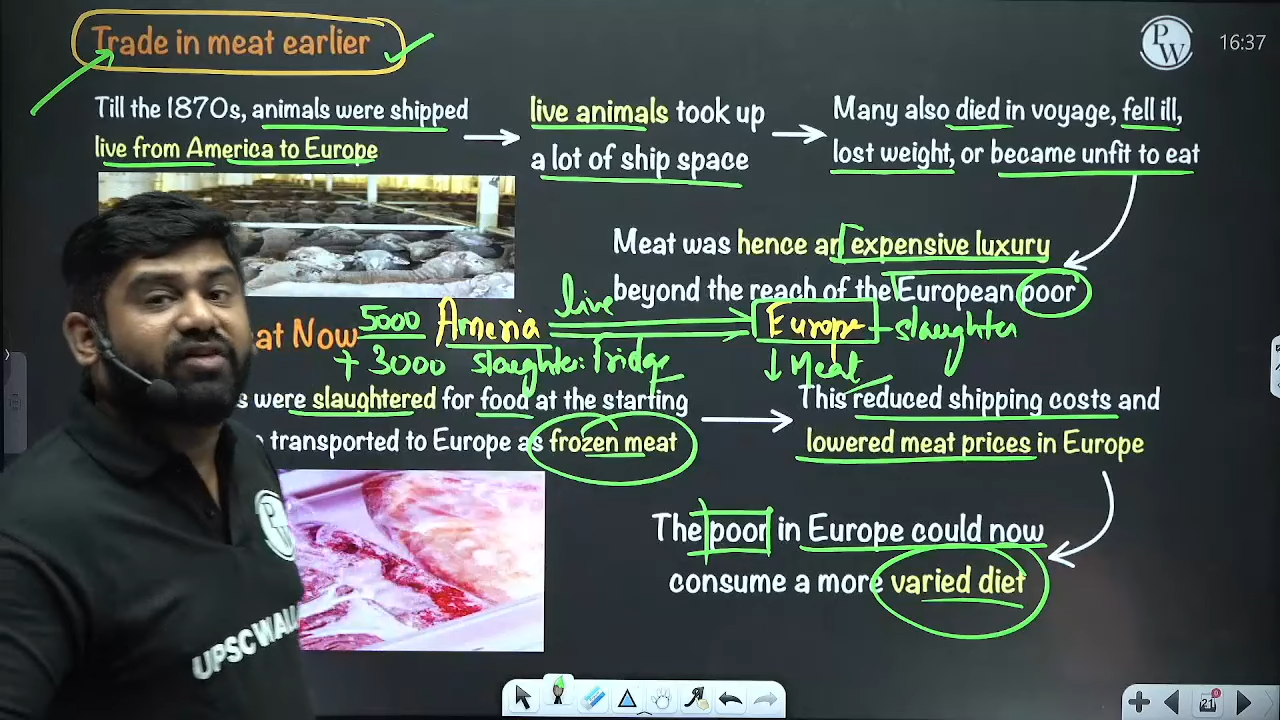 Trade in meat earlier
PW
16:37
Till the 1870s, animals were shipped
live from America to Europe
live animals took up
a lot of ship space
Many also died in voyage, fell ill,
lost weight, or became unfit to eat
Meat was hence an expensive luxury
beyond the reach of the European poor
live
at Now
5000
+ 3000
Ameria
slaughter: fridge
Europe
slaughter
↓ Meat
s were slaughtered for food at the starting
transported to Europe as frozen meat
This reduced shipping costs and
lowered meat prices in Europe
The poor in Europe could now
consume a more varied diet
PW
UPSCWALL
21